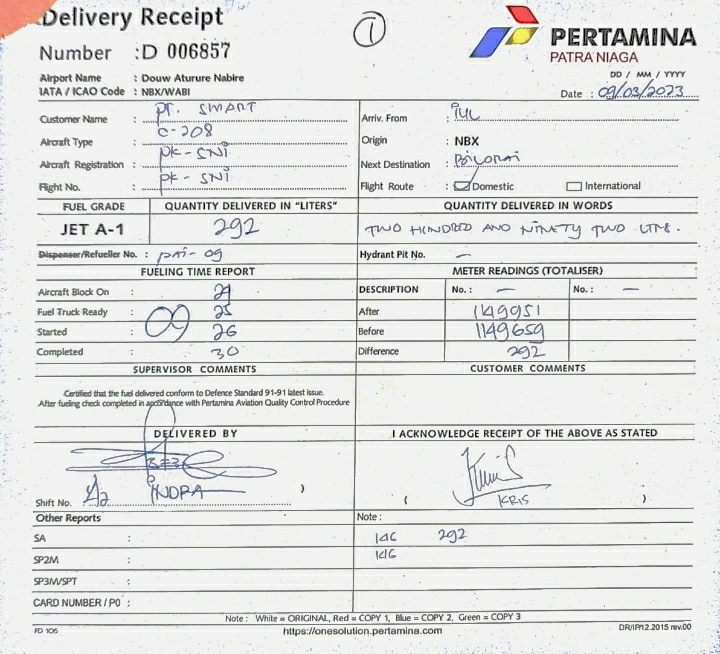 Delivery Receipt
Number : D 006857
1
PERTAMINA
PATRA NIAGA
Airport Name : Douw Aturure Nabire
IATA / ICAO Code : NBX/WABI
DD / MM / YYYY
Date : 09/03/2023
Customer Name : PT. SMART
Aircraft Type : C-208
Aircraft Registration : PK-SNI
Flight No. : PK-SNI
Arriv. From : IUL
Origin : NBX
Next Destination :
Flight Route : Domestic International
FUEL GRADE QUANTITY DELIVERED IN "LITERS" QUANTITY DELIVERED IN WORDS
JET A-1 292 TWO HUNDRED AND NINETY TWO LTRS.
Dispenser/Refueller No. : PAI-09 Hydrant Pit No. —
FUELING TIME REPORT METER READINGS (TOTALISER)
Aircraft Block On : 21
Fuel Truck Ready : 25
Started : 26
Completed : 30
09
DESCRIPTION No. : — No. : —
After 1149951
Before 1149659
Difference 292
SUPERVISOR COMMENTS CUSTOMER COMMENTS
Certified that the fuel delivered conform to Defence Standard 91-91 latest issue.
After fueling check completed in accordance with Pertamina Aviation Quality Control Procedure
DELIVERED BY I ACKNOWLEDGE RECEIPT OF THE ABOVE AS STATED
Shift No. INDRA )
( KRIS )
Other Reports Note :
SA : 146 292
SP2M : 146
SP3M/SPT :
CARD NUMBER / PO :
Note : White = ORIGINAL, Red = COPY 1, Blue = COPY 2, Green = COPY 3
FD 105 https://onesolution.pertamina.com DR/IP/12.2015 rev.00